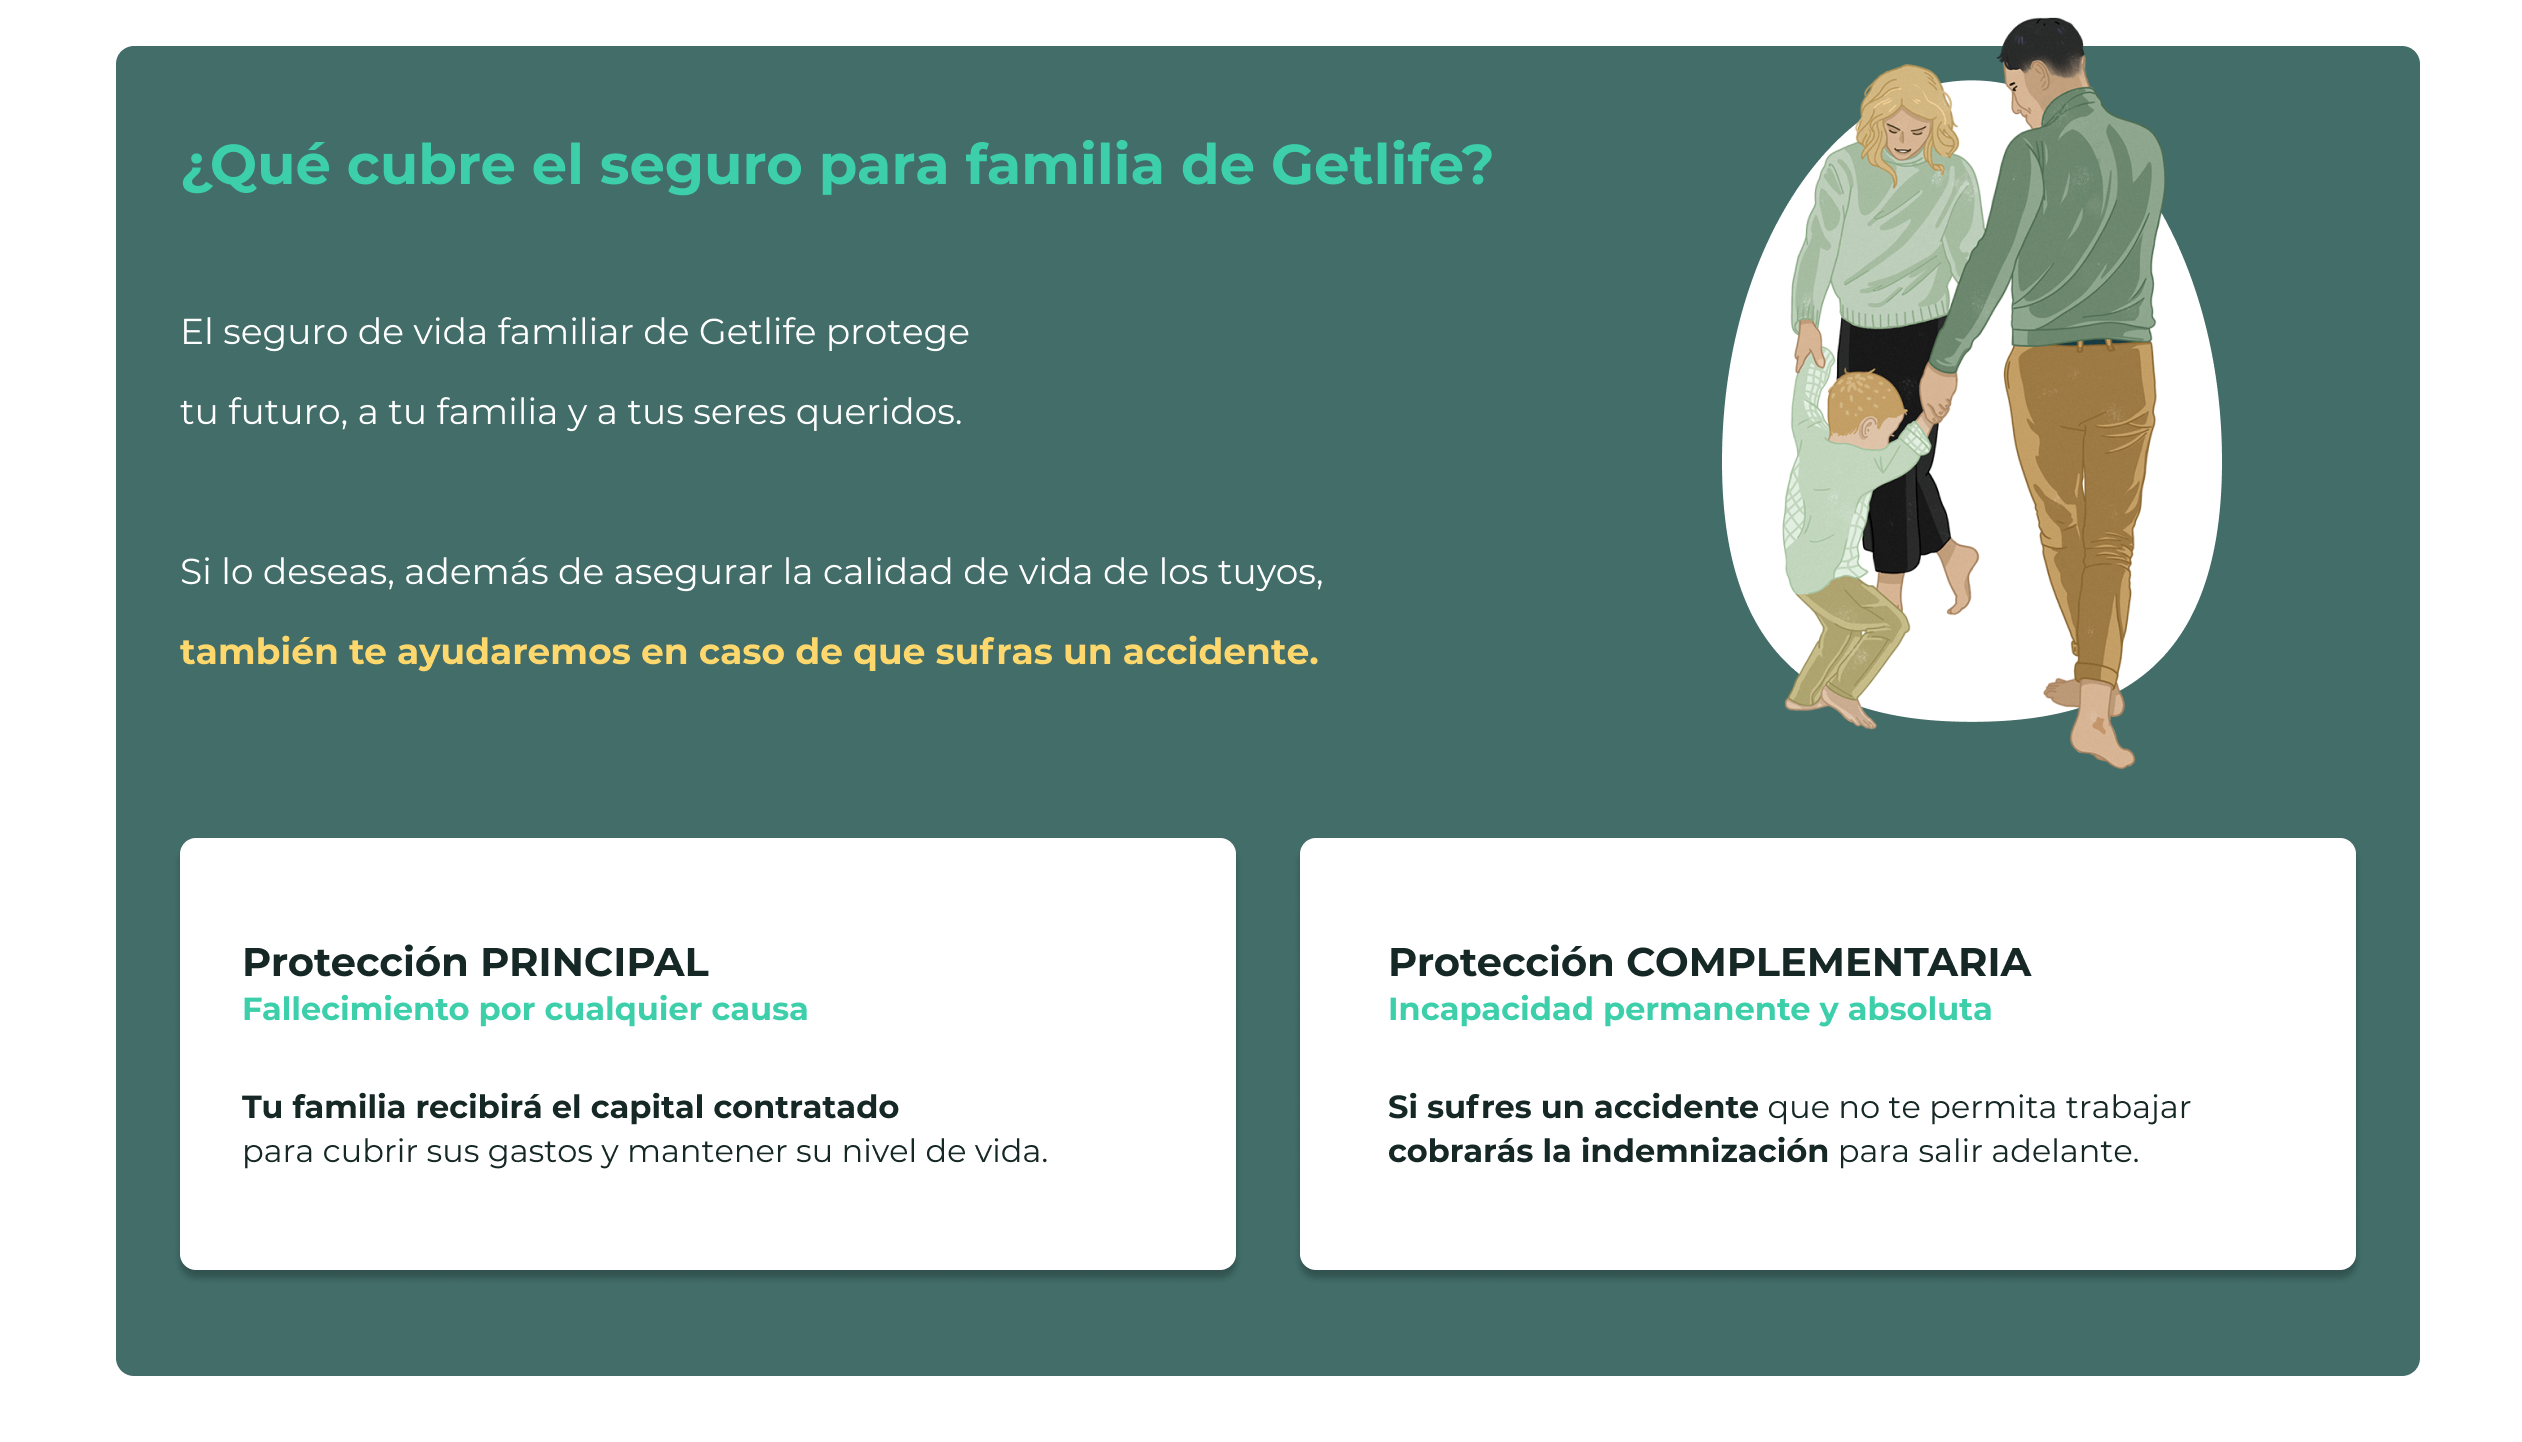 ¿Qué cubre el seguro para familia de Getlife?
El seguro de vida familiar de Getlife protege
tu futuro, a tu familia y a tus seres queridos.
Si lo deseas, además de asegurar la calidad de vida de los tuyos,
también te ayudaremos en caso de que sufras un accidente.
Protección PRINCIPAL
Fallecimiento por cualquier causa
Tu familia recibirá el capital contratado
para cubrir sus gastos y mantener su nivel de vida.
Protección COMPLEMENTARIA
Incapacidad permanente y absoluta
Si sufres un accidente que no te permita trabajar
cobrarás la indemnización para salir adelante.